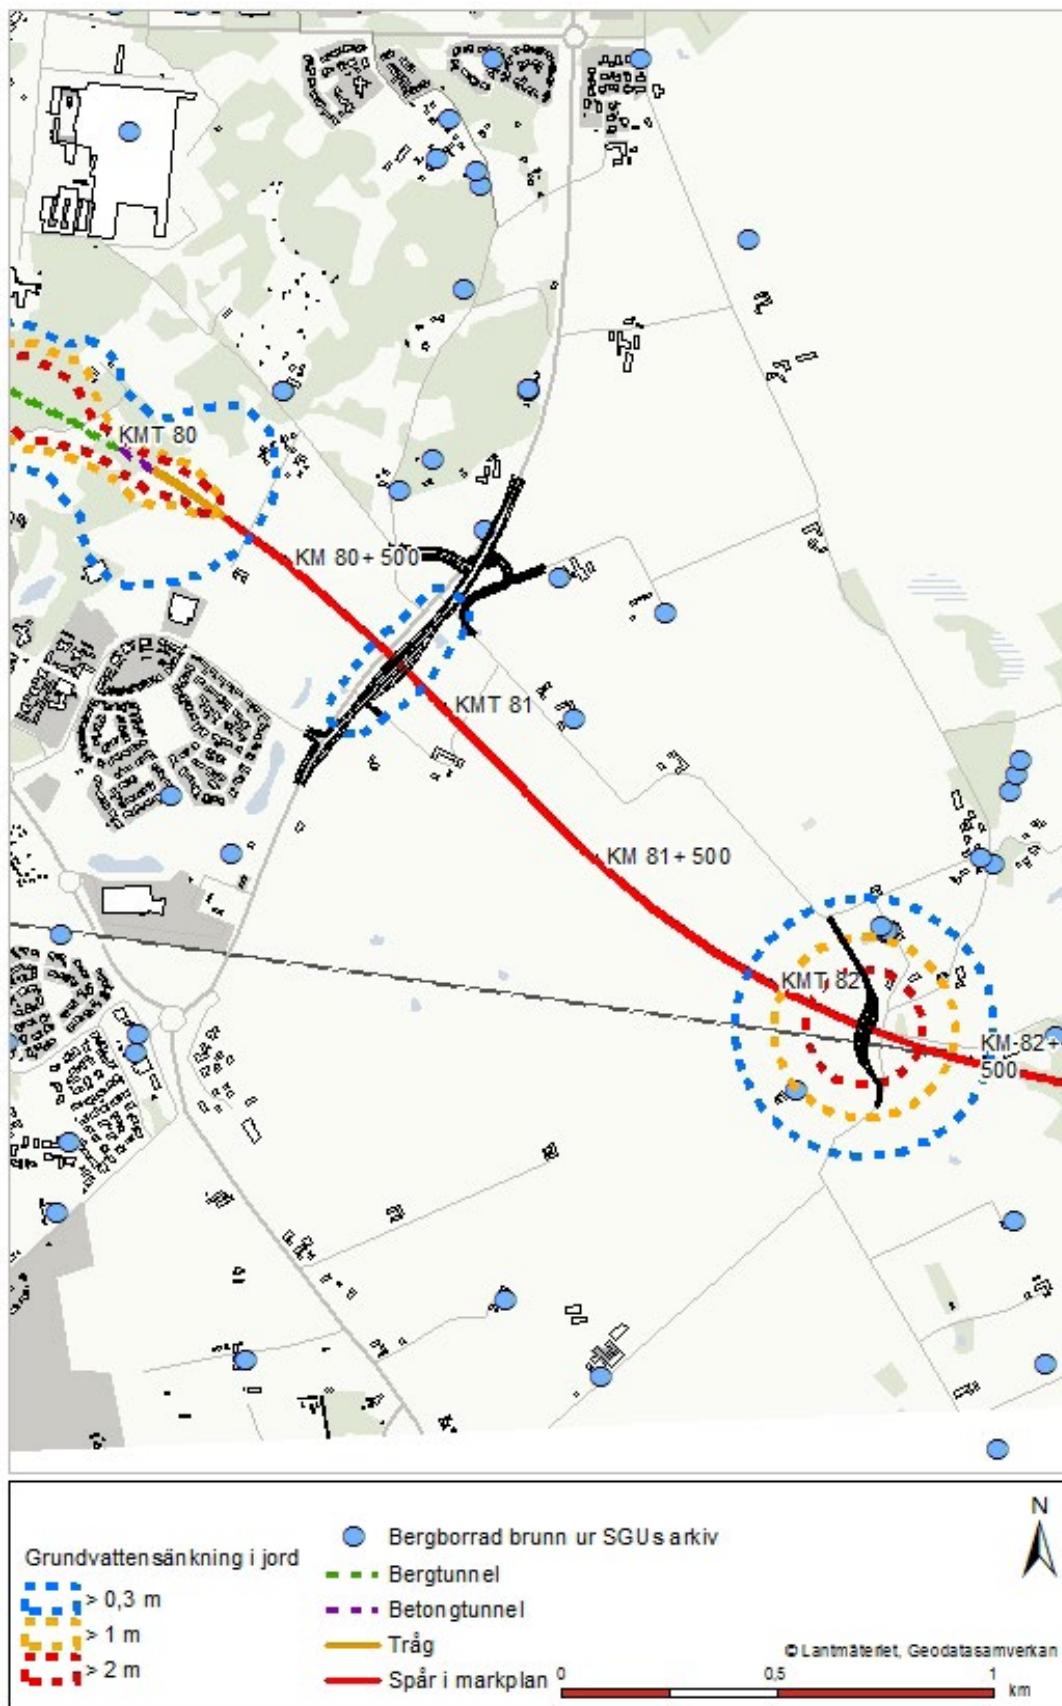 KMT 80
KM 80+ 500
KMT 81
KM 81+ 500
KMT 82
KM-82+
500
N
Bergborrad brunn ur SGUs arkiv
Grundvattensänkning i jord
Bergtunnel
> 0,3 m
Betongtunnel
> 1 m
Tråg
© Lantmäteriet, Geodatasamverkan
> 2 m
Spår i markplan
0 0,5 1
km